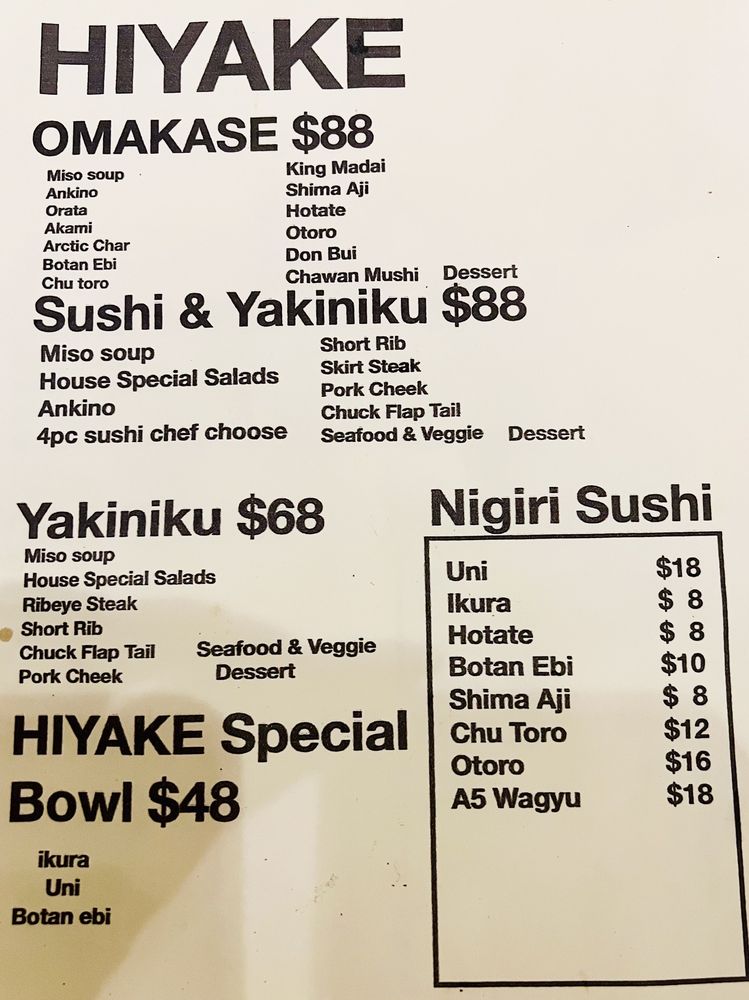 HIYAKE
OMAKASE $88
Miso soup
Ankino
Orata
Akami
Arctic Char
Botan Ebi
Chu toro
King Madai
Shima Aji
Hotate
Otoro
Don Bui
Chawan Mushi Dessert
Sushi & Yakiniku $88
Miso soup
House Special Salads
Ankino
4pc sushi chef choose
Short Rib
Skirt Steak
Pork Cheek
Chuck Flap Tail
Seafood & Veggie Dessert
Yakiniku $68
Miso soup
House Special Salads
Ribeye Steak
Short Rib
Chuck Flap Tail
Pork Cheek
Seafood & Veggie
Dessert
HIYAKE Special
Bowl $48
ikura
Uni
Botan ebi
Nigiri Sushi
Uni $18
Ikura $ 8
Hotate $ 8
Botan Ebi $10
Shima Aji $ 8
Chu Toro $12
Otoro $16
A5 Wagyu $18